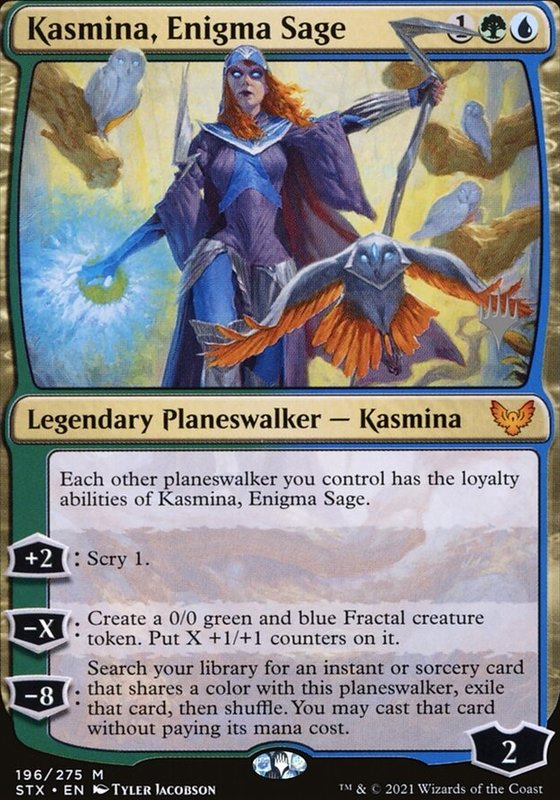 Kasmina, Enigma Sage
1
Legendary Planeswalker — Kasmina
Each other planeswalker you control has the loyalty
abilities of Kasmina, Enigma Sage.
+2 : Scry 1.
−X : Create a 0/0 green and blue Fractal creature
token. Put X +1/+1 counters on it.
Search your library for an instant or sorcery card
−8 : that shares a color with this planeswalker, exile
that card, then shuffle. You may cast that card
without paying its mana cost.
2
196/275 M
STX • EN Tyler Jacobson
™ & © 2021 Wizards of the Coast